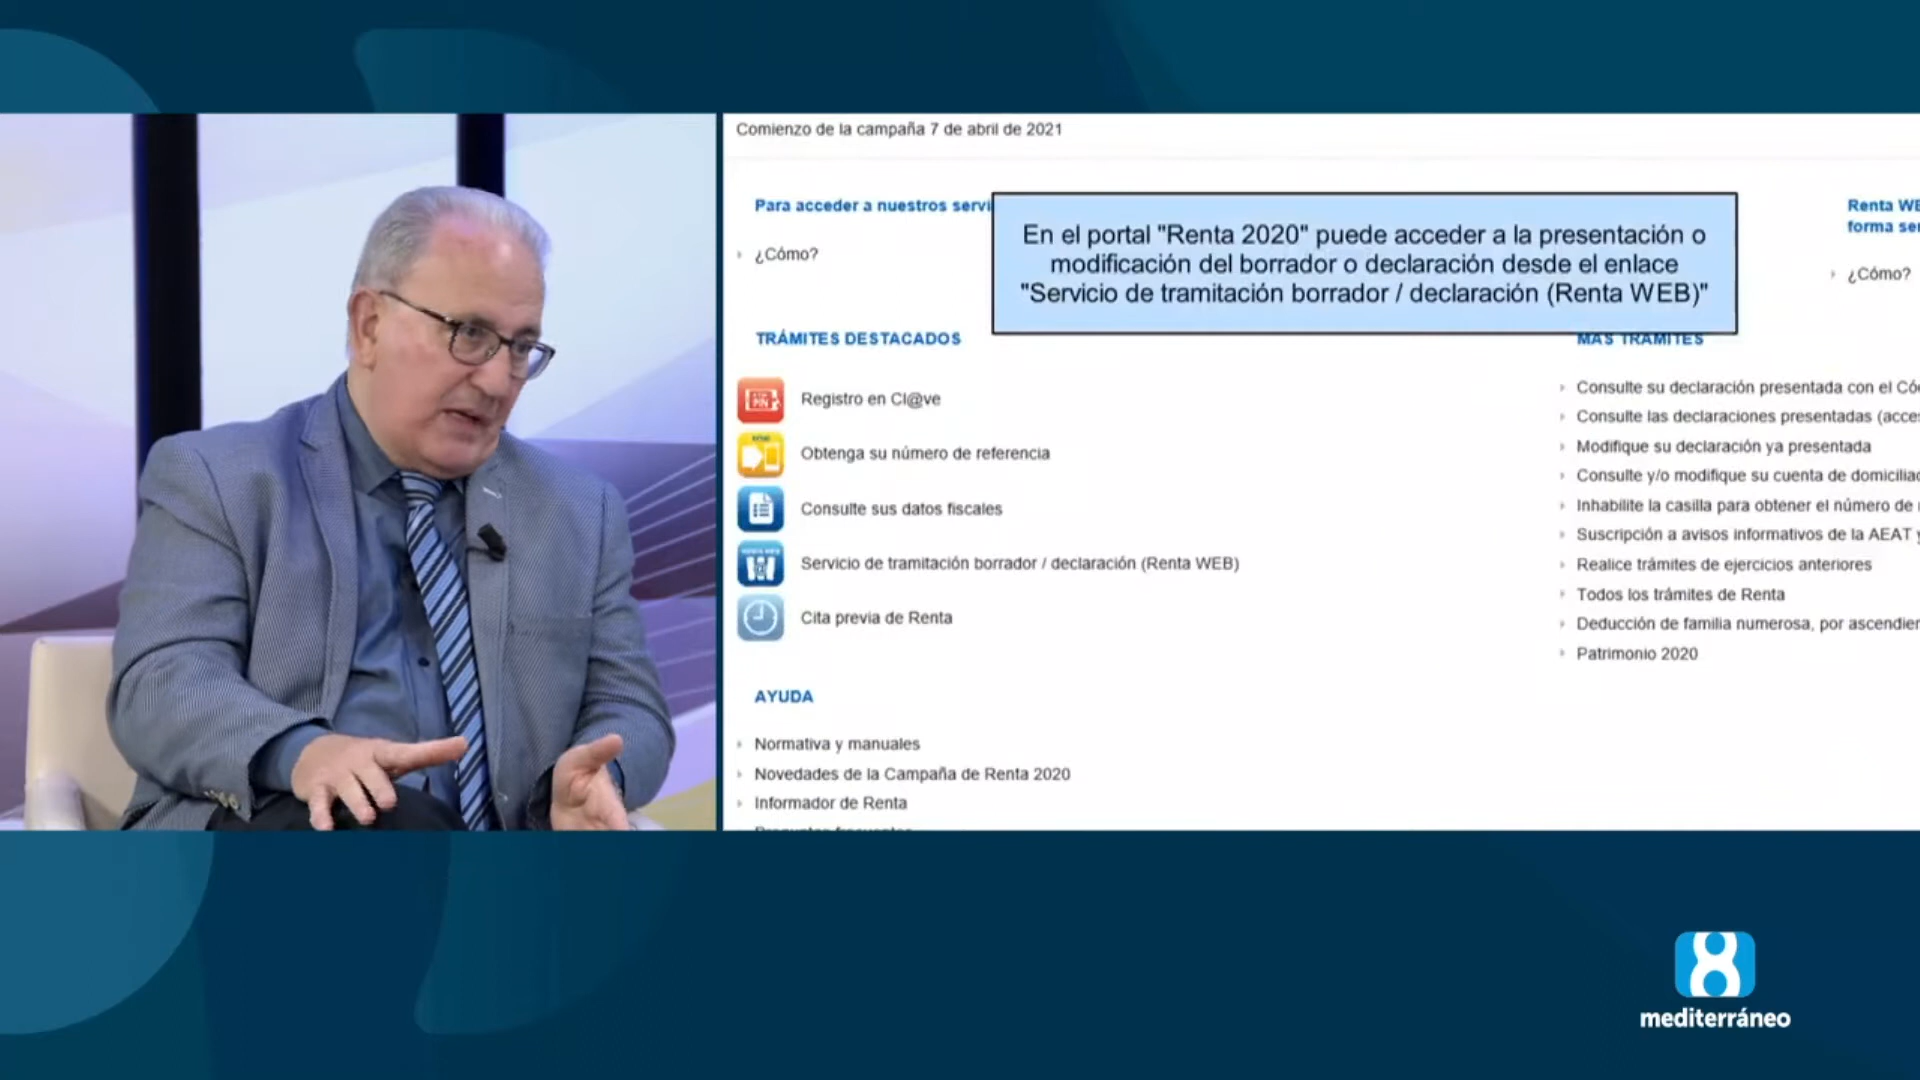 Comienzo de la campaña 7 de abril de 2021
Para acceder a nuestros servi
¿Cómo?
En el portal "Renta 2020" puede acceder a la presentación o
modificación del borrador o declaración desde el enlace
"Servicio de tramitación borrador / declaración (Renta WEB)"
Renta WE
forma ser
¿Cómo?
TRÁMITES DESTACADOS
Registro en Cl@ve
Obtenga su número de referencia
Consulte sus datos fiscales
Servicio de tramitación borrador / declaración (Renta WEB)
Cita previa de Renta
MÁS TRÁMITES
Consulte su declaración presentada con el Có
Consulte las declaraciones presentadas (acce
Modifique su declaración ya presentada
Consulte y/o modifique su cuenta de domicilia
Inhabilite la casilla para obtener el número de
Suscripción a avisos informativos de la AEAT y
Realice trámites de ejercicios anteriores
Todos los trámites de Renta
Deducción de familia numerosa, por ascendie
Patrimonio 2020
AYUDA
Normativa y manuales
Novedades de la Campaña de Renta 2020
Informador de Renta
8
mediterráneo